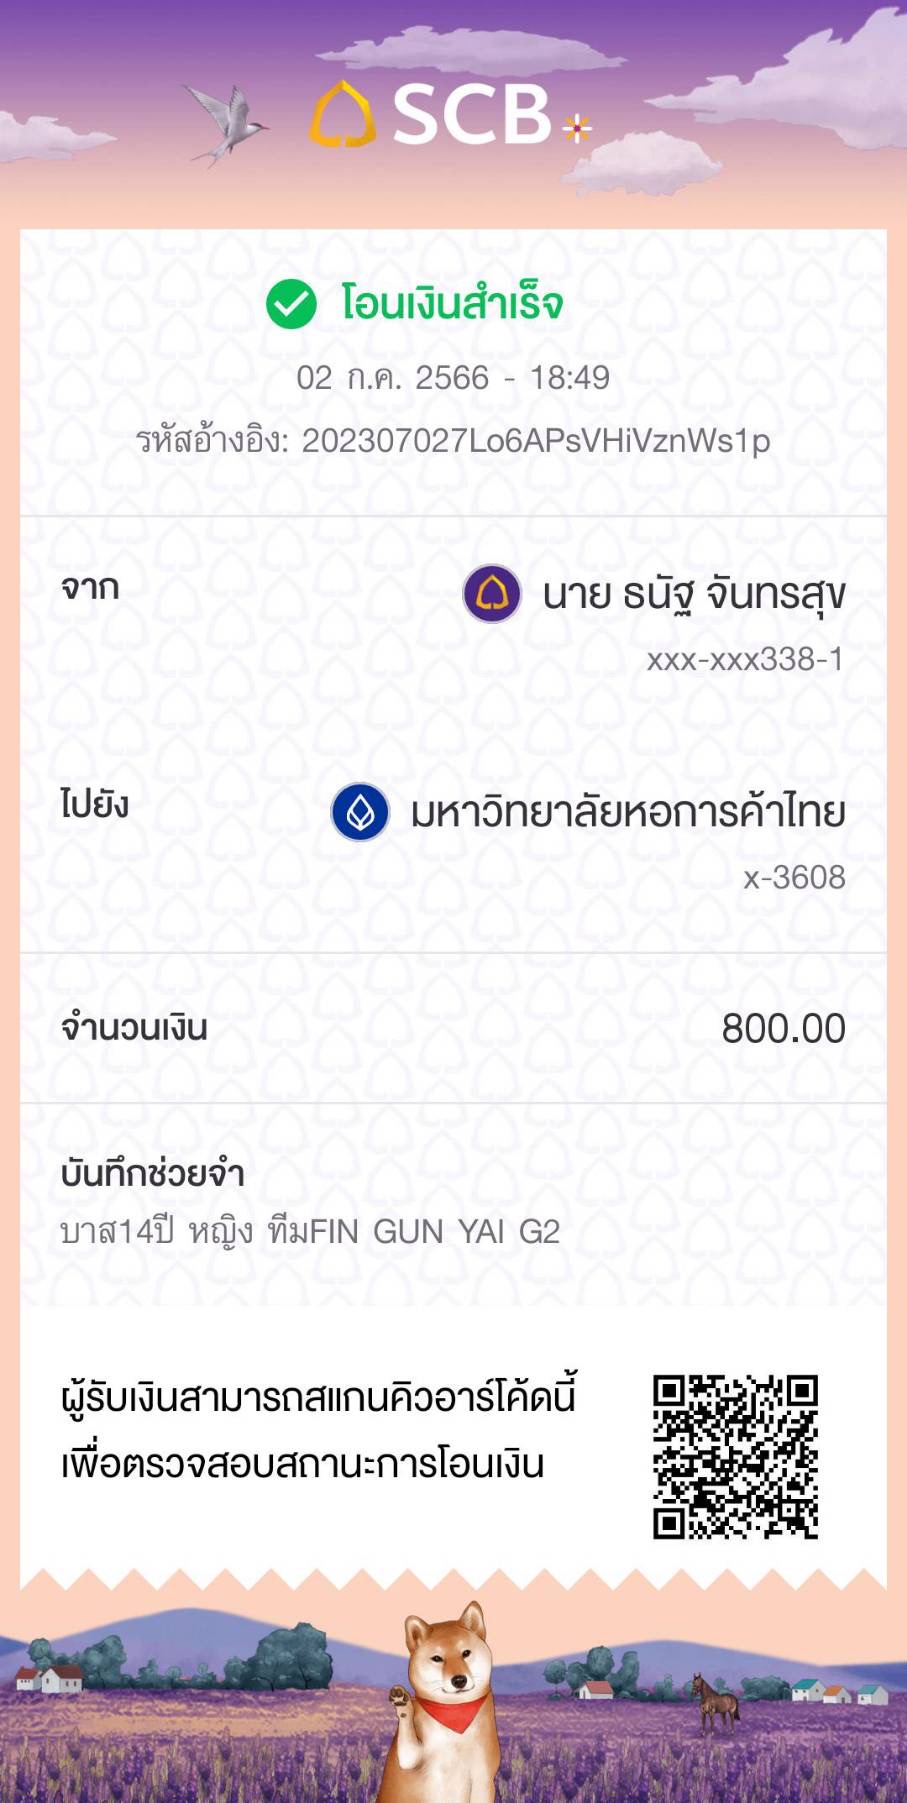 SCB
โอนเงินสำเร็จ
02 ก.ค. 2566 - 18:49
รหัสอ้างอิง: 202307027Lo6APsVHiVznWs1p
จาก
นาย ธนัฐ จันทรสุข
xxx-xxx338-1
ไปยัง
มหาวิทยาลัยหอการค้าไทย
x-3608
จำนวนเงิน
800.00
บันทึกช่วยจำ
บาส14ปี หญิง ทีมFIN GUN YAI G2
ผู้รับเงินสามารถสแกนคิวอาร์โค้ดนี้
เพื่อตรวจสอบสถานะการโอนเงิน